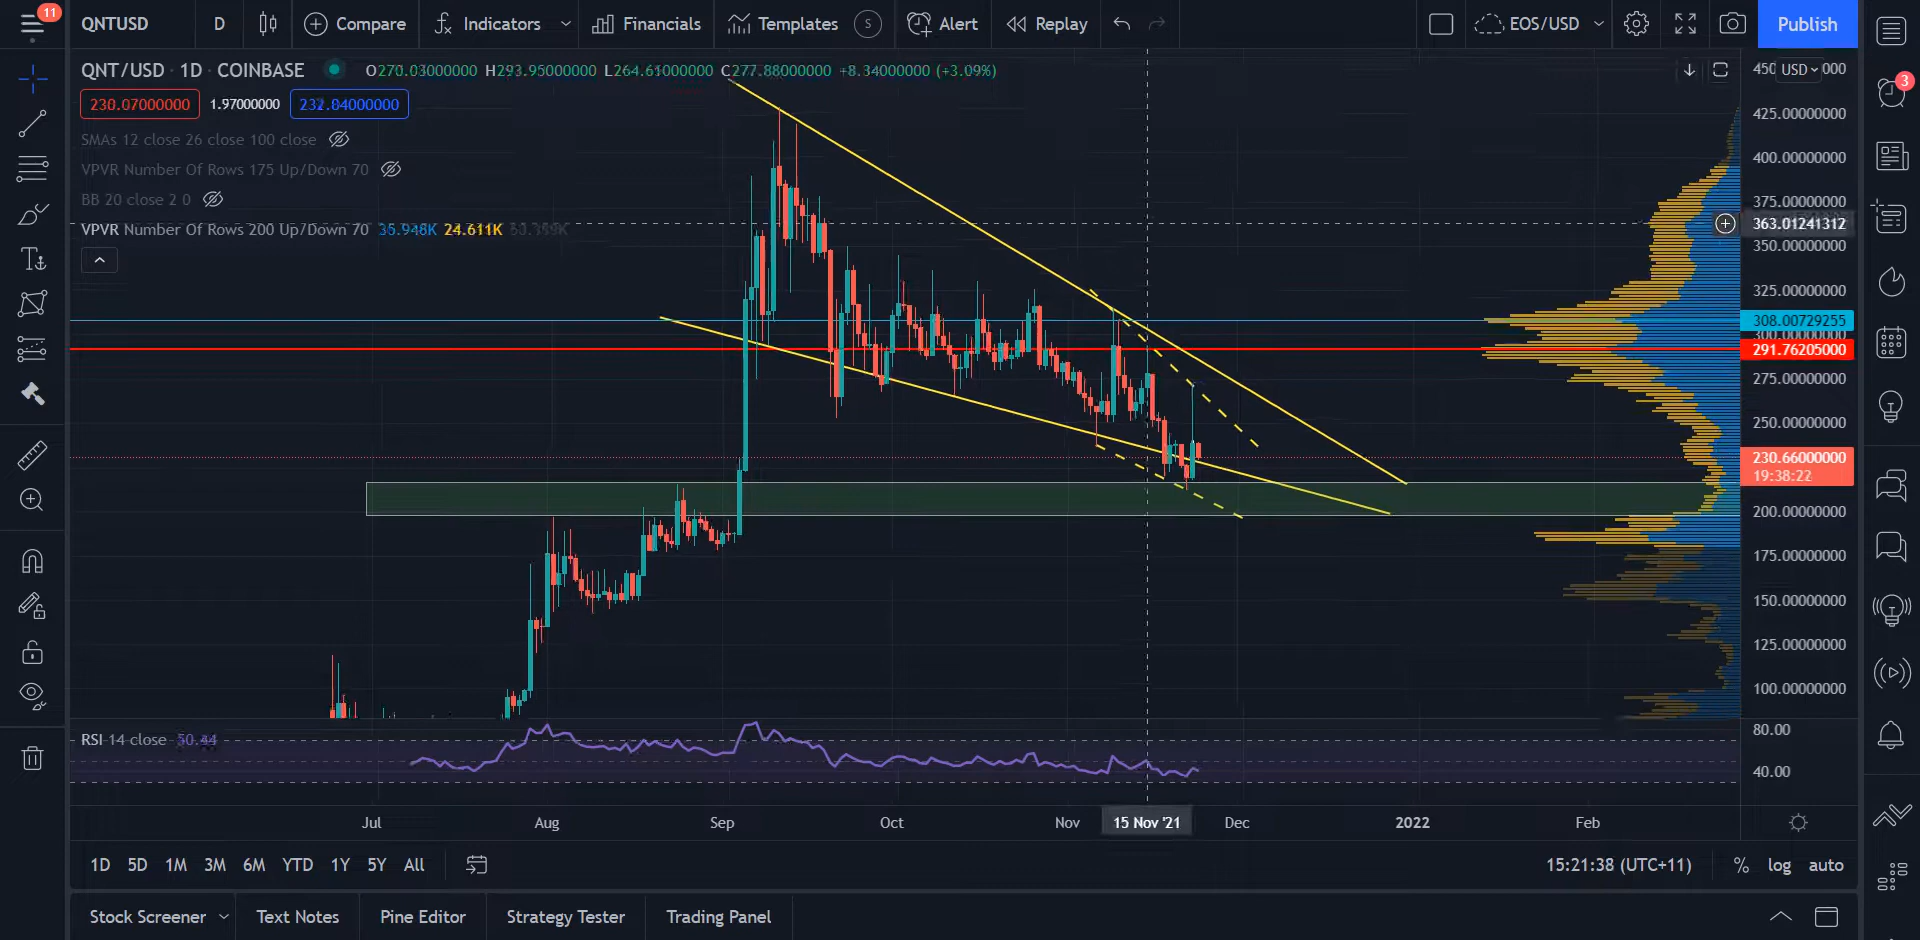 11
QNTUSD D Compare Indicators Financials Templates S Alert Replay EOS/USD Publish
QNT/USD · 1D · COINBASE O270.03000000 H293.95000000 L264.61000000 C277.88000000 +8.34000000 (+3.09%)
230.07000000 1.97000000 232.04000000
SMAs 12 close 26 close 100 close
VPVR Number Of Rows 175 Up/Down 70
BB 20 close 2 0
VPVR Number Of Rows 200 Up/Down 70 35.948K 24.611K
USD
3
425.00000000
400.00000000
375.00000000
363.01241312
350.00000000
325.00000000
308.00729255
300.00000000
291.76205000
275.00000000
250.00000000
230.66000000
19:38:22
200.00000000
175.00000000
150.00000000
125.00000000
100.00000000
RSI 14 close 50.44
80.00
40.00
Jul Aug Sep Oct Nov 15 Nov '21 Dec 2022 Feb
1D 5D 1M 3M 6M YTD 1Y 5Y All 15:21:38 (UTC+11) % log auto
Stock Screener Text Notes Pine Editor Strategy Tester Trading Panel